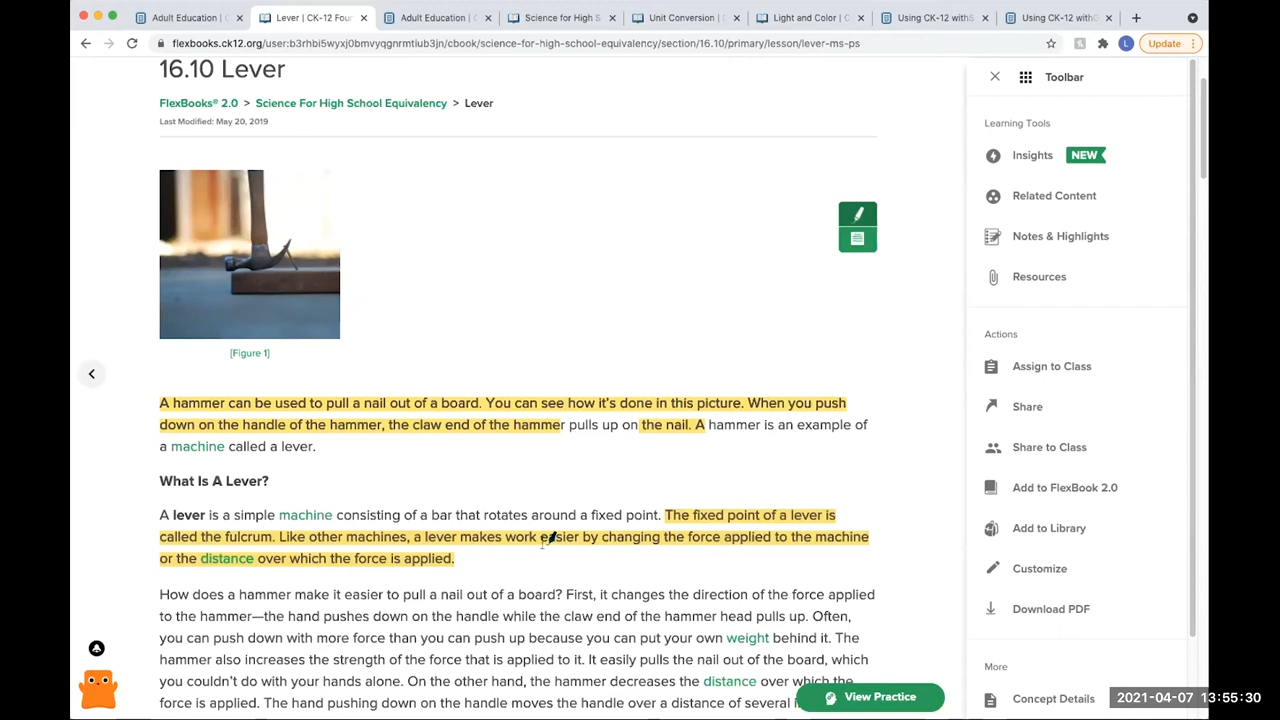 Adult Education | C
Lever | CK-12 Four
Adult Education | C
Science for High S
Unit Conversion | C
Light and Color | C
Using CK-12 withS
Using CK-12 withG
flexbooks.ck12.org/user:b3rhbi5wyxj0bmvyqgnrmtiub3jn/cbook/science-for-high-school-equivalency/section/16.10/primary/lesson/lever-ms-ps
L
Update
16.10 Lever
FlexBooks® 2.0 > Science For High School Equivalency > Lever
Last Modified: May 20, 2019
[Figure 1]
A hammer can be used to pull a nail out of a board. You can see how it's done in this picture. When you push
down on the handle of the hammer, the claw end of the hammer pulls up on the nail. A hammer is an example of
a machine called a lever.
What Is A Lever?
A lever is a simple machine consisting of a bar that rotates around a fixed point. The fixed point of a lever is
called the fulcrum. Like other machines, a lever makes work easier by changing the force applied to the machine
or the distance over which the force is applied.
How does a hammer make it easier to pull a nail out of a board? First, it changes the direction of the force applied
to the hammer—the hand pushes down on the handle while the claw end of the hammer head pulls up. Often,
you can push down with more force than you can push up because you can put your own weight behind it. The
hammer also increases the strength of the force that is applied to it. It easily pulls the nail out of the board, which
you couldn't do with your hands alone. On the other hand, the hammer decreases the distance over which the
force is applied. The hand pushing down on the handle moves the handle over a distance of several
View Practice
Toolbar
Learning Tools
Insights NEW
Related Content
Notes & Highlights
Resources
Actions
Assign to Class
Share
Share to Class
Add to FlexBook 2.0
Add to Library
Customize
Download PDF
More
Concept Details
2021-04-07 13:55:30